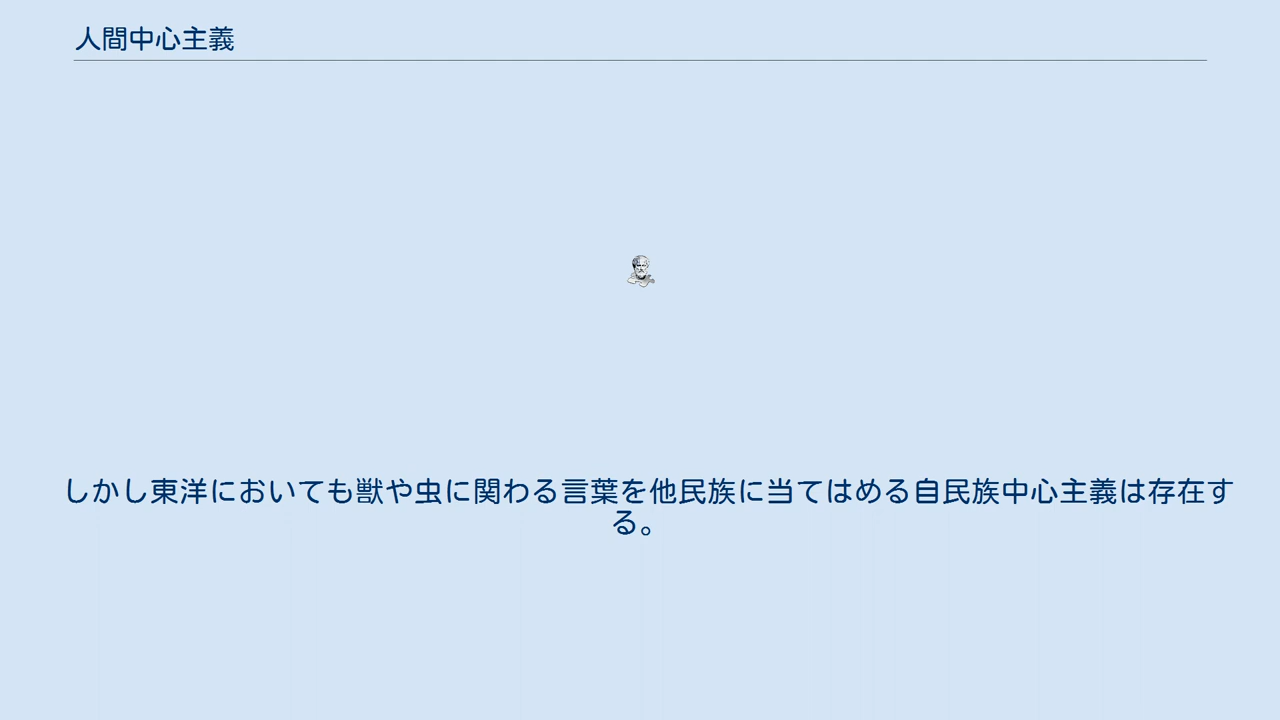 人間中心主義
しかし東洋においても獣や虫に関わる言葉を他民族に当てはめる自民族中心主義は存在す
る。